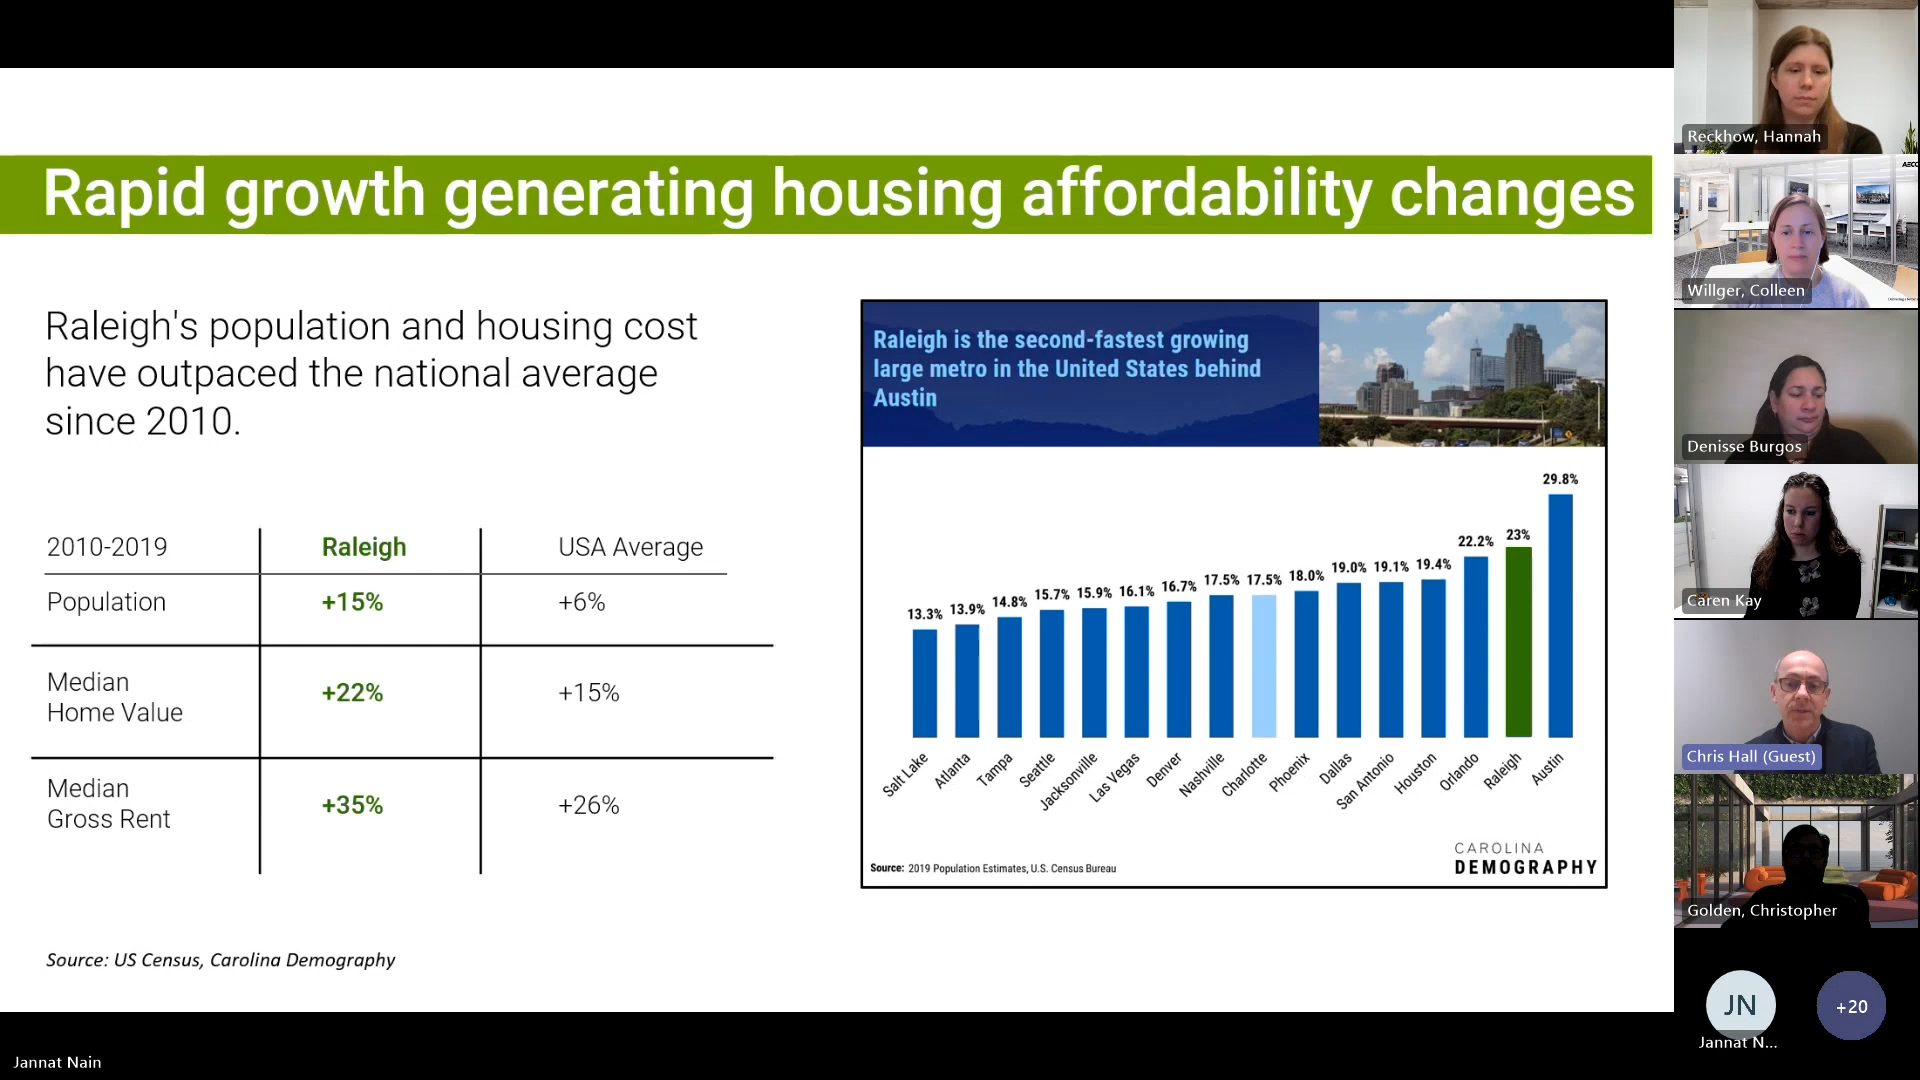 Rapid growth generating housing affordability changes
Raleigh's population and housing cost
have outpaced the national average
since 2010.
2010-2019 Raleigh USA Average
Population +15% +6%
Median
Home Value +22% +15%
Median
Gross Rent +35% +26%
Source: US Census, Carolina Demography
Raleigh is the second-fastest growing
large metro in the United States behind
Austin
13.3% 13.9% 14.8% 15.7% 15.9% 16.1% 16.7% 17.5% 17.5% 18.0% 19.0% 19.1% 19.4% 22.2% 23% 29.8%
Salt Lake Atlanta Tampa Seattle Jacksonville Las Vegas Denver Nashville Charlotte Phoenix Dallas San Antonio Houston Orlando Raleigh Austin
CAROLINA
DEMOGRAPHY
Source: 2019 Population Estimates, U.S. Census Bureau
Reckhow, Hannah
Willger, Colleen
Denisse Burgos
Caren Kay
Chris Hall (Guest)
Golden, Christopher
JN +20
Jannat N...
Jannat Nain